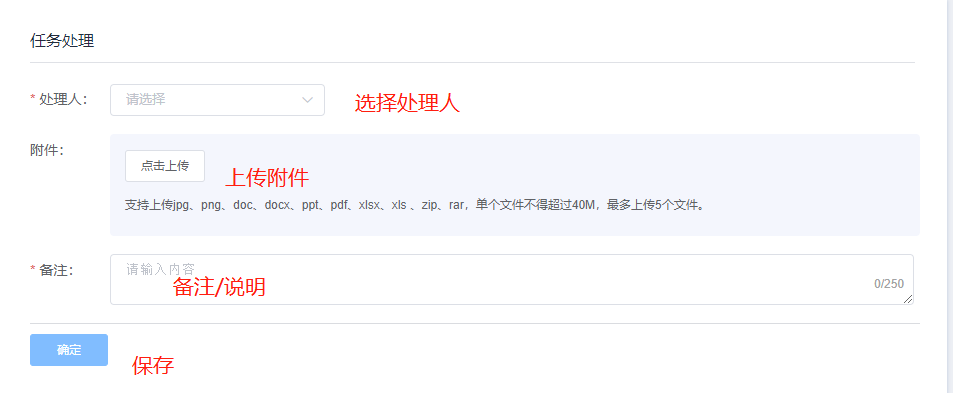 任务处理
* 处理人： 请选择 选择处理人
附件：
点击上传 上传附件
支持上传jpg、png、doc、docx、ppt、pdf、xlsx、xls 、zip、rar，单个文件不得超过40M，最多上传5个文件。
* 备注： 请输入内容
备注/说明 0/250
确定 保存